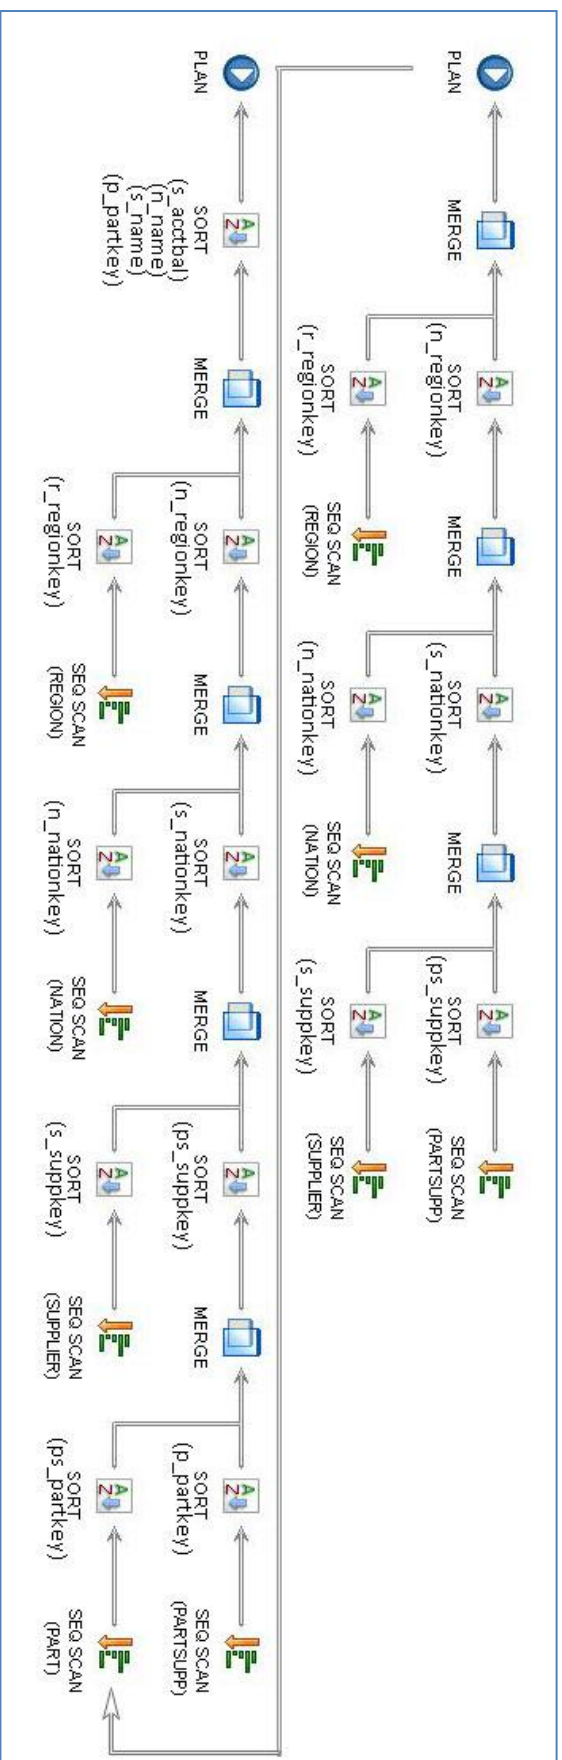 PLAN
MERGE
SORT
(n_regionkey)
MERGE
SORT
(s_nationkey)
MERGE
SORT
(ps_suppkey)
SEQ SCAN
(PARTSUPP)
SORT
(r_regionkey)
SEQ SCAN
(REGION)
SORT
(n_nationkey)
SEQ SCAN
(NATION)
SORT
(s_suppkey)
SEQ SCAN
(SUPPLIER)
PLAN
SORT
(s_acctbal)
(n_name)
(s_name)
(p_partkey)
MERGE
SORT
(n_regionkey)
MERGE
SORT
(s_nationkey)
MERGE
SORT
(ps_suppkey)
MERGE
SORT
(p_partkey)
SEQ SCAN
(PARTSUPP)
SORT
(r_regionkey)
SEQ SCAN
(REGION)
SORT
(n_nationkey)
SEQ SCAN
(NATION)
SORT
(s_suppkey)
SEQ SCAN
(SUPPLIER)
SORT
(ps_partkey)
SEQ SCAN
(PART)